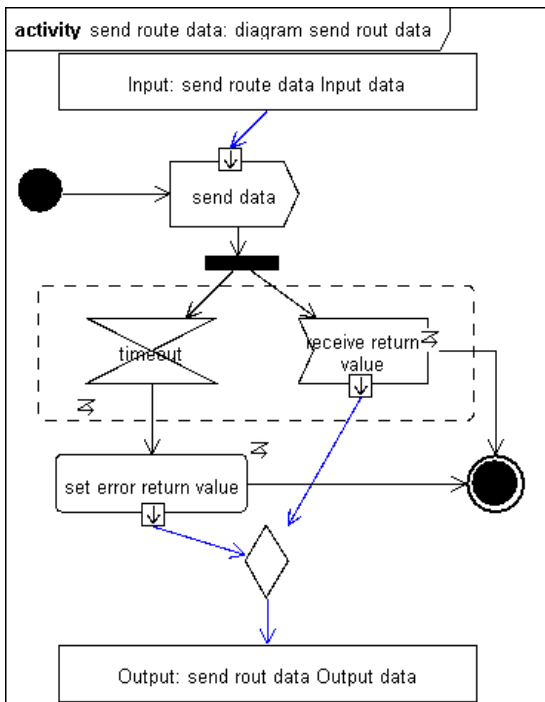 activity send route data: diagram send rout data
Input: send route data Input data
send data
timeout
receive return
value
set error return value
Output: send rout data Output data